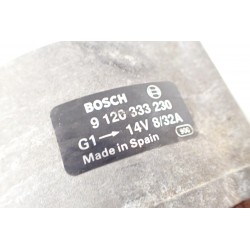 BOSCH
9 120 333 230
G1→ 14V 8/32A
Made in Spain